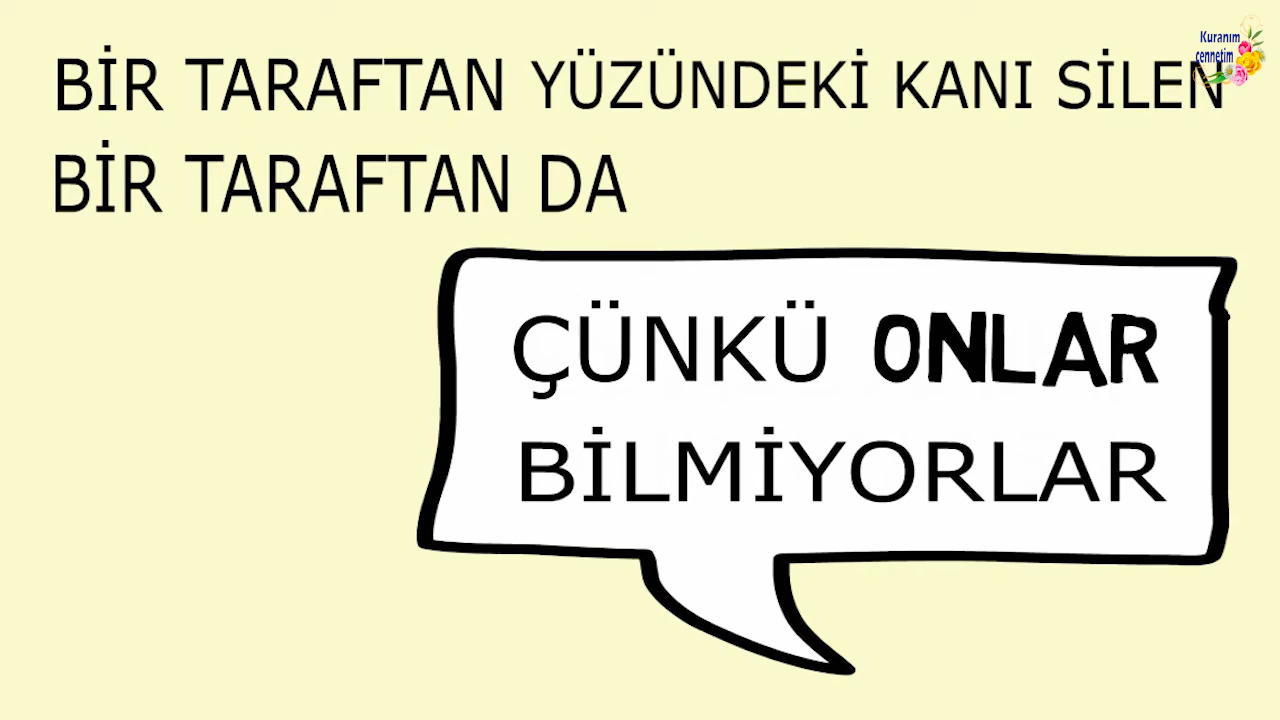 Kuranım
cennetim
BİR TARAFTAN YÜZÜNDEKİ KANI SİLEN
BİR TARAFTAN DA
ÇÜNKÜ ONLAR
BİLMİYORLAR